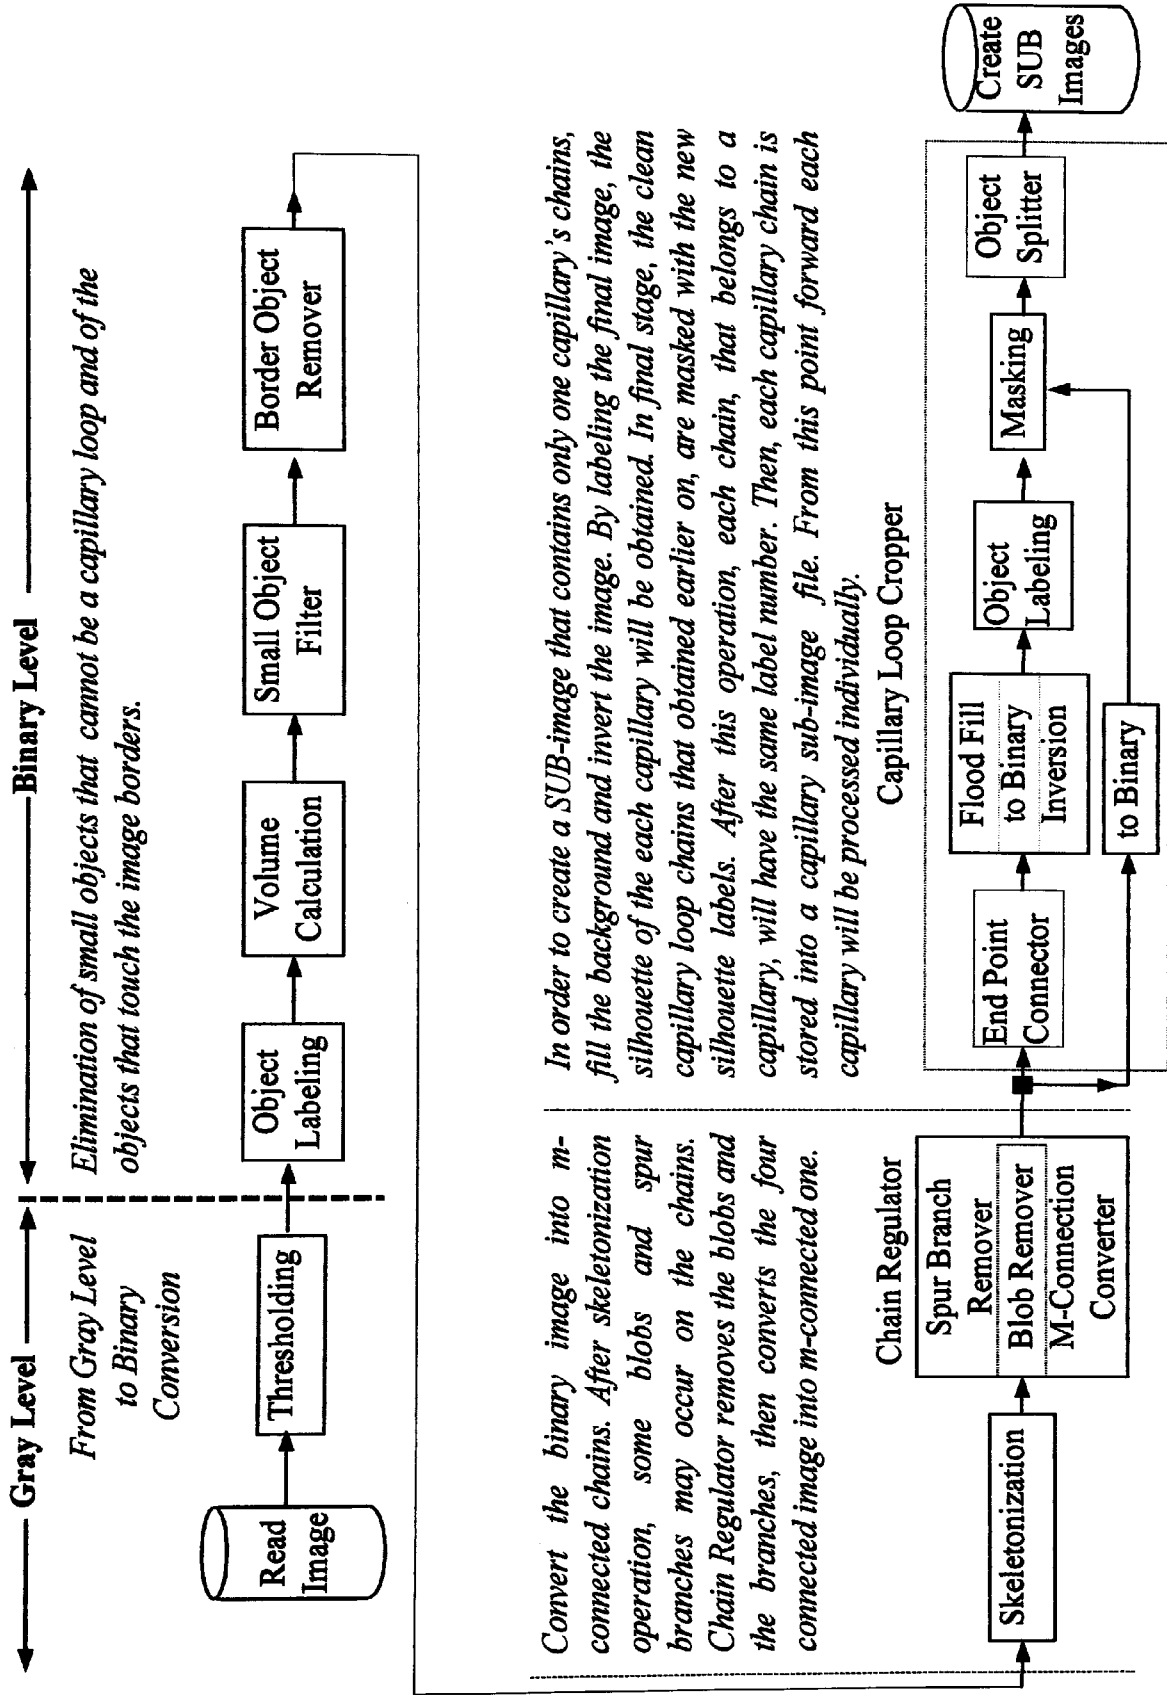 Gray Level
Binary Level
From Gray Level
to Binary
Conversion
Elimination of small objects that cannot be a capillary loop and of the
objects that touch the image borders.
Read
Image
Thresholding
Object
Labeling
Volume
Calculation
Small Object
Filter
Border Object
Remover
Convert the binary image into m-
connected chains. After skeletonization
operation, some blobs and spur
branches may occur on the chains.
Chain Regulator removes the blobs and
the branches, then converts the four
connected image into m-connected one.
In order to create a SUB-image that contains only one capillary's chains,
fill the background and invert the image. By labeling the final image, the
silhouette of the each capillary will be obtained. In final stage, the clean
capillary loop chains that obtained earlier on, are masked with the new
silhouette labels. After this operation, each chain, that belongs to a
capillary, will have the same label number. Then, each capillary chain is
stored into a capillary sub-image file. From this point forward each
capillary will be processed individually.
Skeletonization
Chain Regulator
Spur Branch
Remover
Blob Remover
M-Connection
Converter
Capillary Loop Cropper
End Point
Connector
Flood Fill
to Binary
Inversion
Object
Labeling
Masking
Object
Splitter
to Binary
Create
SUB
Images